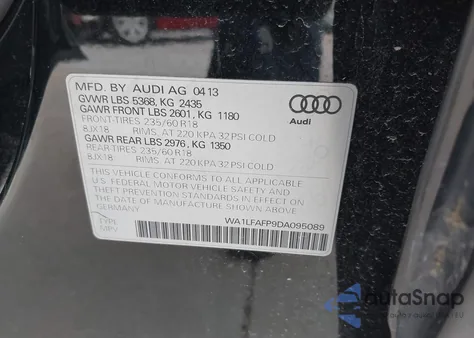 MFD. BY AUDI AG 0413
GVWR LBS 5368, KG 2435
GAWR FRONT LBS 2601, KG 1180
FRONT-TIRES 235/60 R18
8JX18 RIMS, AT 220 KPA 32 PSI COLD
GAWR REAR LBS 2976, KG 1350
REAR-TIRES 235/60 R18
8JX18 RIMS, AT 220 KPA 32 PSI COLD
THIS VEHICLE CONFORMS TO ALL APPLICABLE
U.S. FEDERAL MOTOR VEHICLE SAFETY AND
THEFT PREVENTION STANDARDS IN EFFECT ON
THE DATE OF MANUFACTURE SHOWN ABOVE
GERMANY
TYPE
MPV
WA1LFAFP9DA095089
Audi
autoSnap